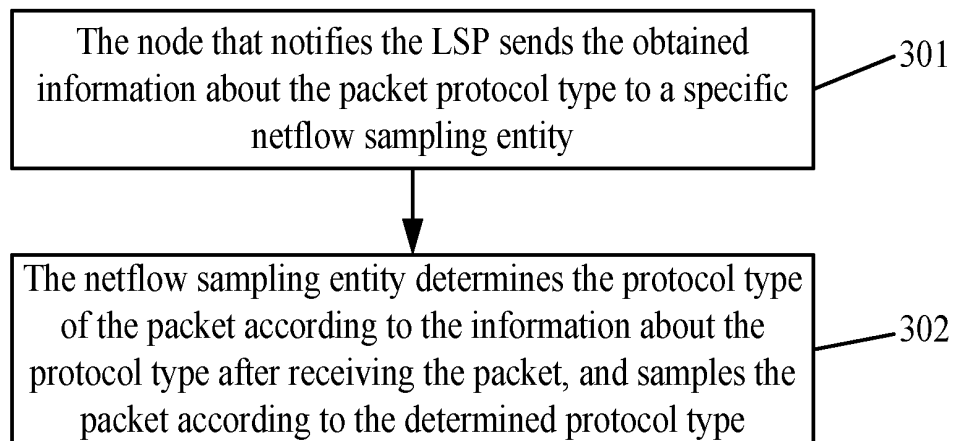 The node that notifies the LSP sends the obtained
information about the packet protocol type to a specific
netflow sampling entity
301
The netflow sampling entity determines the protocol type
of the packet according to the information about the
protocol type after receiving the packet, and samples the
packet according to the determined protocol type
302